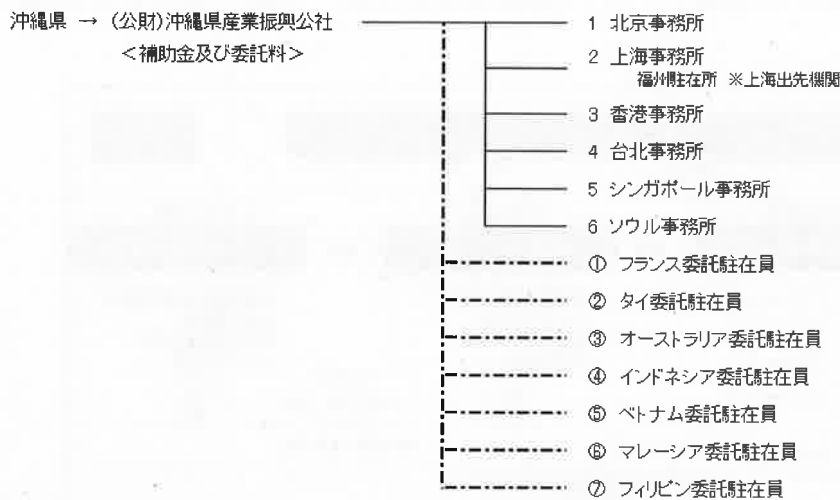 沖縄県 → (公財)沖縄県産業振興公社
＜補助金及び委託料＞
1 北京事務所
2 上海事務所
福州駐在所 ※上海出先機関
3 香港事務所
4 台北事務所
5 シンガポール事務所
6 ソウル事務所
① フランス委託駐在員
② タイ委託駐在員
③ オーストラリア委託駐在員
④ インドネシア委託駐在員
⑤ ベトナム委託駐在員
⑥ マレーシア委託駐在員
⑦ フィリピン委託駐在員